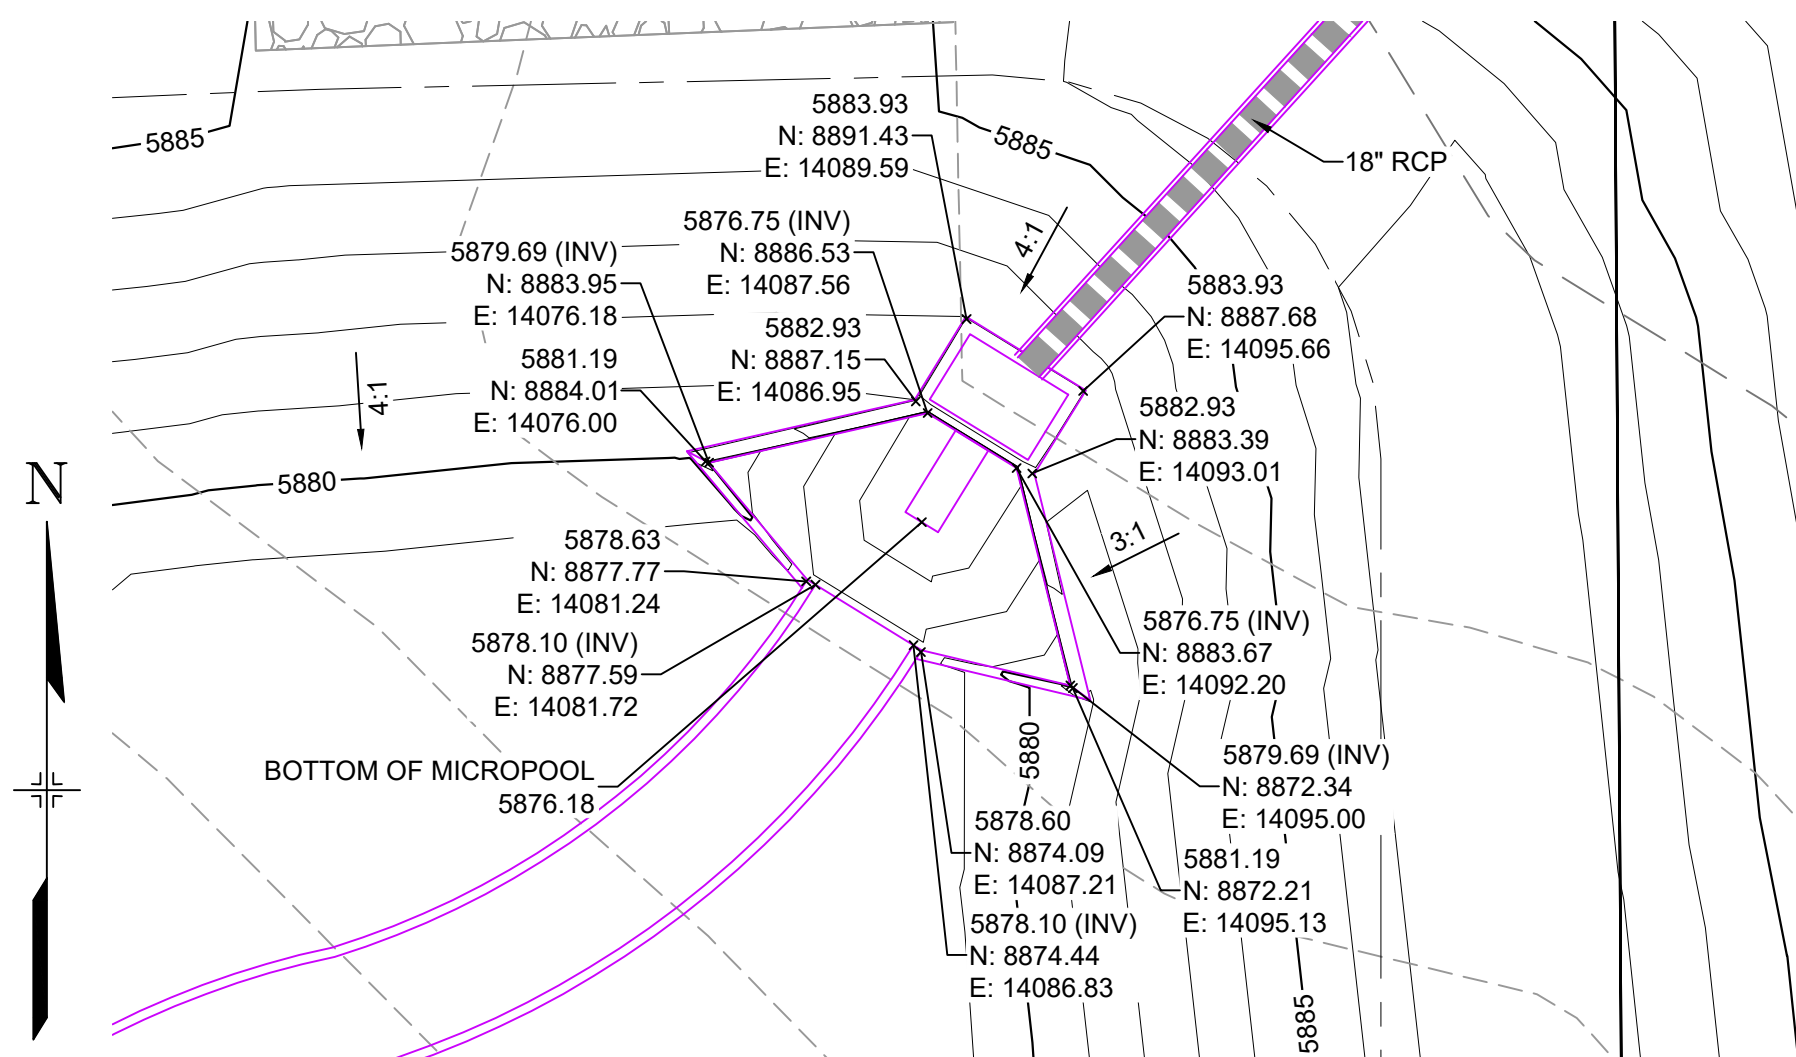 5883.93
N: 8891.43
E: 14089.59
5885
5885
18" RCP
5876.75 (INV)
N: 8886.53
E: 14087.56
4:1
5879.69 (INV)
N: 8883.95
E: 14076.18
5883.93
N: 8887.68
E: 14095.66
5882.93
N: 8887.15
E: 14086.95
5881.19
N: 8884.01
E: 14076.00
4:1
5882.93
N: 8883.39
E: 14093.01
N
5880
3:1
5878.63
N: 8877.77
E: 14081.24
5876.75 (INV)
N: 8883.67
E: 14092.20
5878.10 (INV)
N: 8877.59
E: 14081.72
5880
5879.69 (INV)
N: 8872.34
E: 14095.00
BOTTOM OF MICROPOOL
5876.18
5878.60
N: 8874.09
E: 14087.21
5881.19
N: 8872.21
E: 14095.13
5878.10 (INV)
N: 8874.44
E: 14086.83
5885